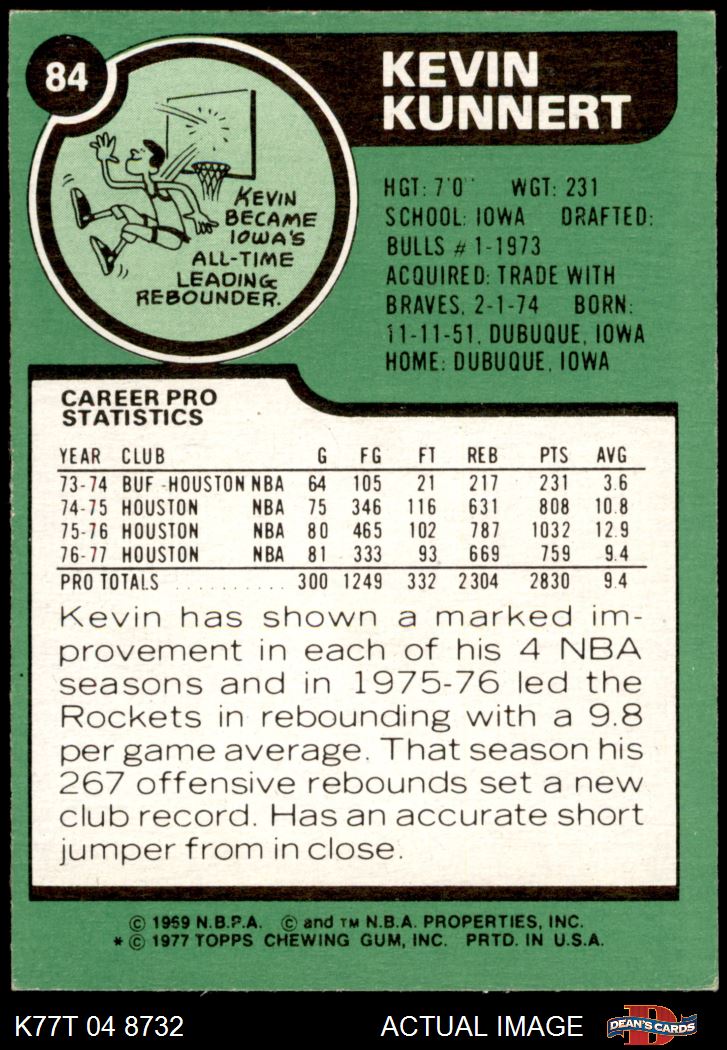 84
KEVIN
KUNNERT
KEVIN
BECAME
IOWA'S
ALL-TIME
LEADING
REBOUNDER.
HGT: 7'0" WGT: 231
SCHOOL: IOWA DRAFTED:
BULLS # 1-1973
ACQUIRED: TRADE WITH
BRAVES, 2-1-74 BORN:
11-11-51, DUBUQUE, IOWA
HOME: DUBUQUE, IOWA
CAREER PRO
STATISTICS
YEAR CLUB G FG FT REB PTS AVG
73-74 BUF.-HOUSTON NBA 64 105 21 217 231 3.6
74-75 HOUSTON NBA 75 346 116 631 808 10.8
75-76 HOUSTON NBA 80 465 102 787 1032 12.9
76-77 HOUSTON NBA 81 333 93 669 759 9.4
PRO TOTALS . . . . . . . . . . . 300 1249 332 2304 2830 9.4
Kevin has shown a marked im-
provement in each of his 4 NBA
seasons and in 1975-76 led the
Rockets in rebounding with a 9.8
per game average. That season his
267 offensive rebounds set a new
club record. Has an accurate short
jumper from in close.
© 1969 N.B.P.A. © and TM N.B.A. PROPERTIES, INC.
* © 1977 TOPPS CHEWING GUM, INC. PRTD. IN U.S.A.
K77T 04 8732 ACTUAL IMAGE D DEAN'S CARDS